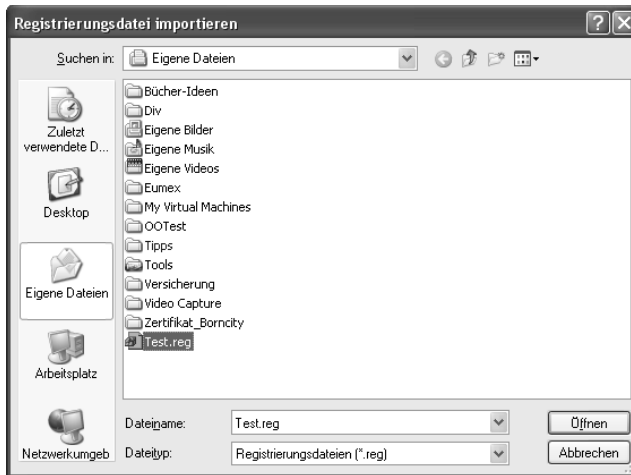 Registrierungsdatei importieren
Suchen in:
Eigene Dateien
Zuletzt
verwendete D...
Desktop
Eigene Dateien
Arbeitsplatz
Netzwerkumgeb
Bücher-Ideen
Div
Eigene Bilder
Eigene Musik
Eigene Videos
Eumex
My Virtual Machines
OOTest
Tipps
Tools
Versicherung
Video Capture
Zertifikat_Borncity
Test.reg
Dateiname:
Test.reg
Öffnen
Dateityp:
Registrierungsdateien (*.reg)
Abbrechen